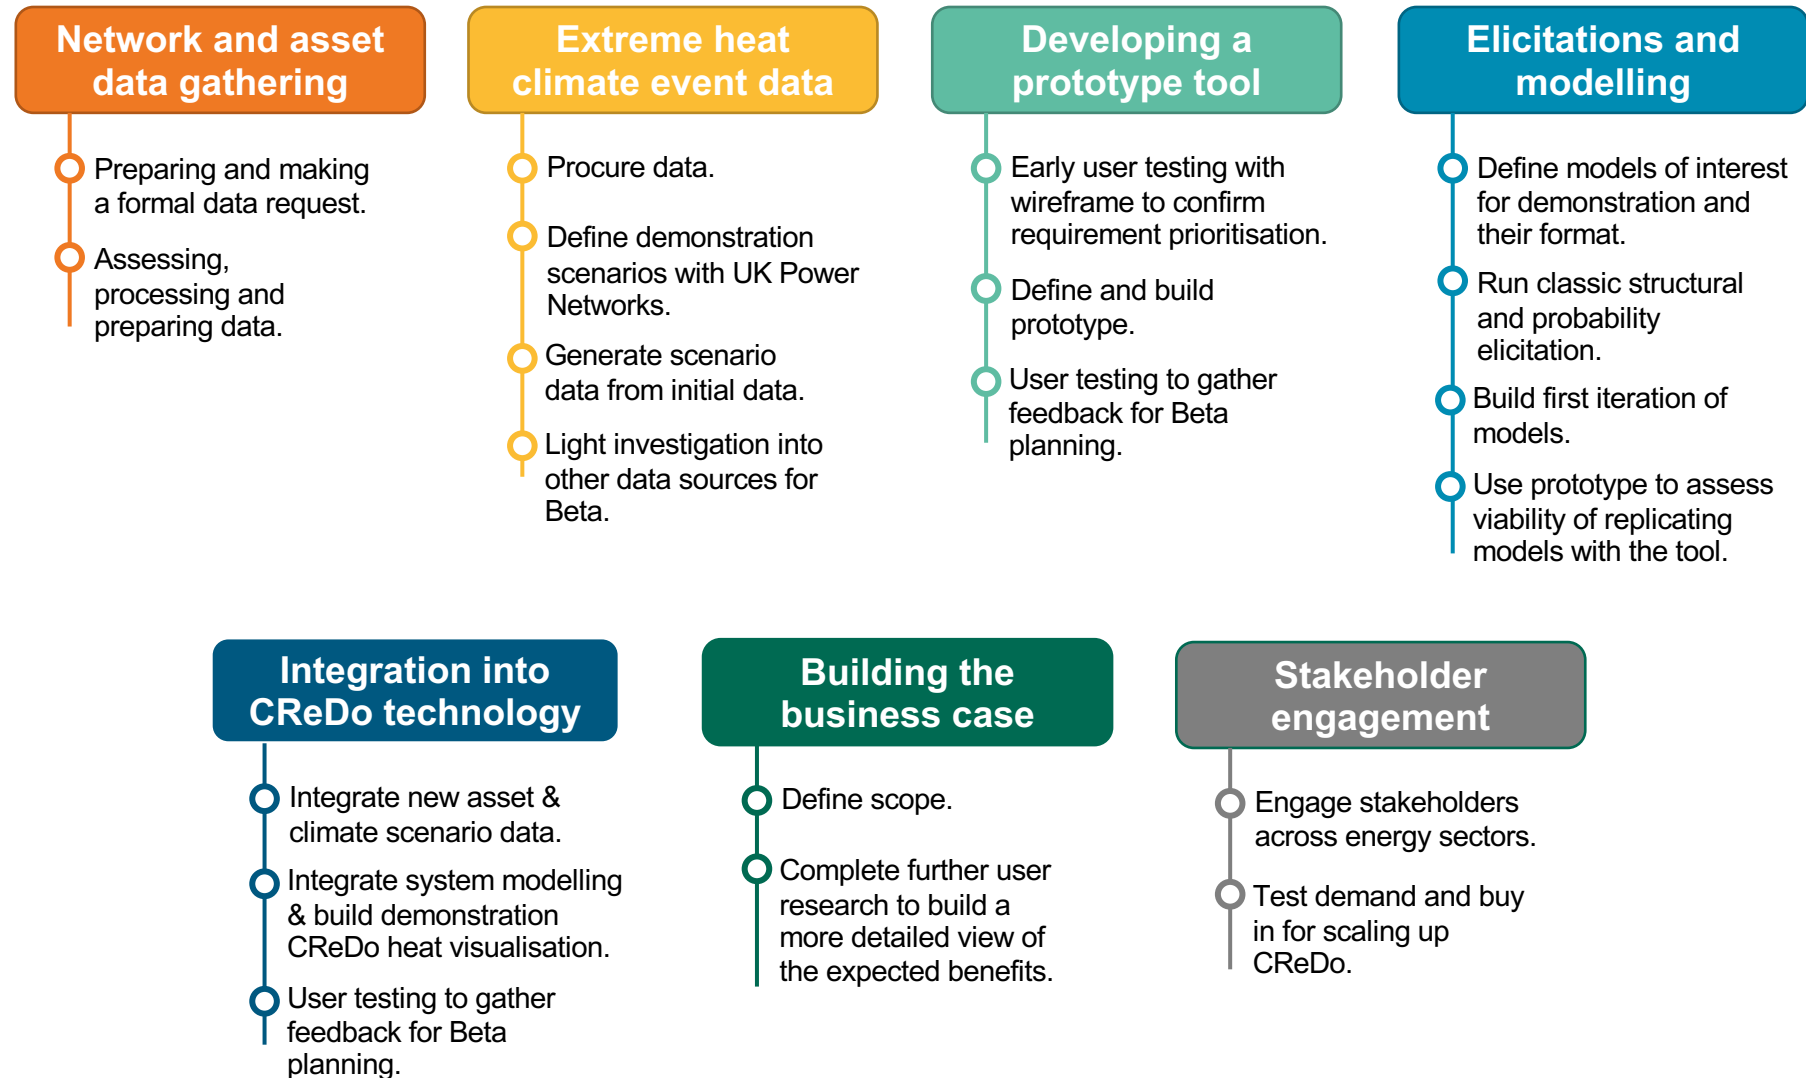 Network and asset
data gathering
Preparing and making
a formal data request.
Assessing,
processing and
preparing data.
Extreme heat
climate event data
Procure data.
Define demonstration
scenarios with UK Power
Networks.
Generate scenario
data from initial data.
Light investigation into
other data sources for
Beta.
Developing a
prototype tool
Early user testing with
wireframe to confirm
requirement prioritisation.
Define and build
prototype.
User testing to gather
feedback for Beta
planning.
Elicitations and
modelling
Define models of interest
for demonstration and
their format.
Run classic structural
and probability
elicitation.
Build first iteration of
models.
Use prototype to assess
viability of replicating
models with the tool.
Integration into
CReDo technology
Integrate new asset &
climate scenario data.
Integrate system modelling
& build demonstration
CReDo heat visualisation.
User testing to gather
feedback for Beta
planning.
Building the
business case
Define scope.
Complete further user
research to build a
more detailed view of
the expected benefits.
Stakeholder
engagement
Engage stakeholders
across energy sectors.
Test demand and buy
in for scaling up
CReDo.